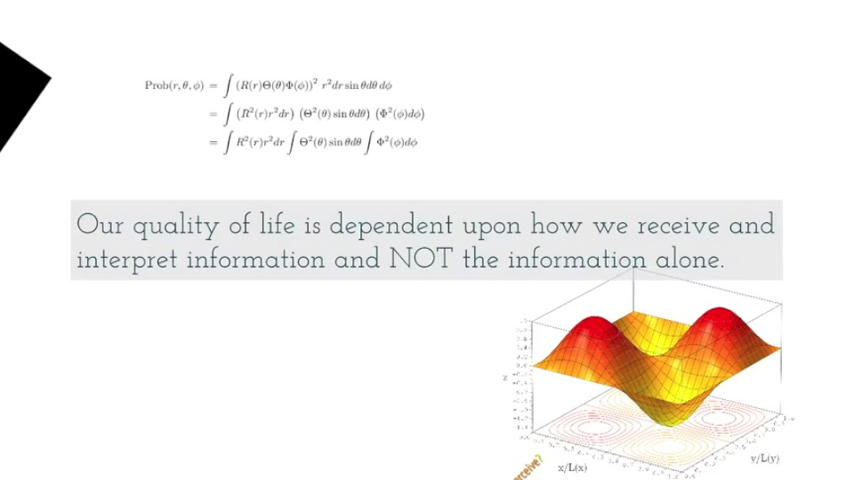 Prob(r, θ, φ) = ∫ (R(r)Θ(θ)Φ(φ))² r²dr sin θdθ dφ
= ∫ (R²(r)r²dr) (Θ²(θ) sin θdθ) (Φ²(φ)dφ)
= ∫ R²(r)r²dr ∫ Θ²(θ) sin θdθ ∫ Φ²(φ)dφ
Our quality of life is dependent upon how we receive and
interpret information and NOT the information alone.
x/L(x)
y/L(y)